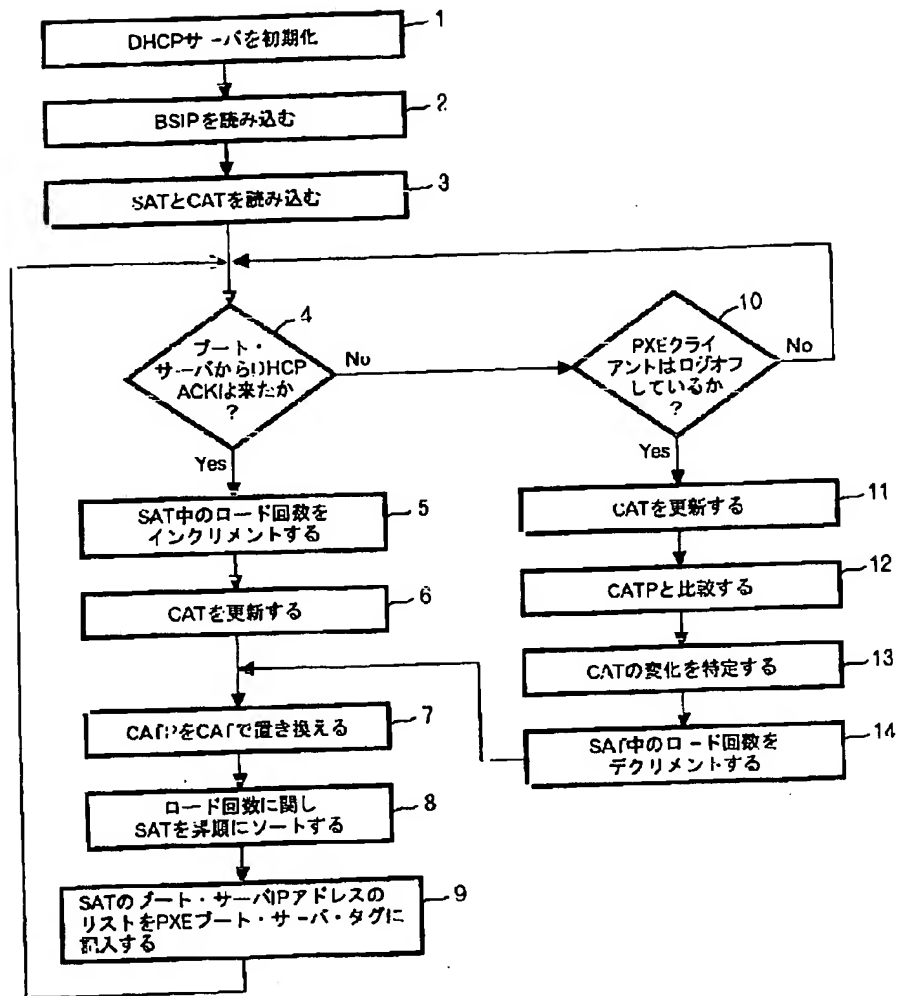 1
DHCPサーバを初期化
2
BSIPを読み込む
3
SATとCATを読み込む
4
ブート・
サーバからDHCP
ACKは来たか
?
No
Yes
10
PXEクライ
アントはログオフ
しているか
?
No
Yes
5
SAT中のロード回数を
インクリメントする
6
CATを更新する
7
CATPをCATで置き換える
8
ロード回数に関し
SATを昇順にソートする
9
SATのブート・サーバIPアドレスの
リストをPXEブート・サーバ・タグに
記入する
11
CATを更新する
12
CATPと比較する
13
CATの変化を特定する
14
SAT中のロード回数を
デクリメントする